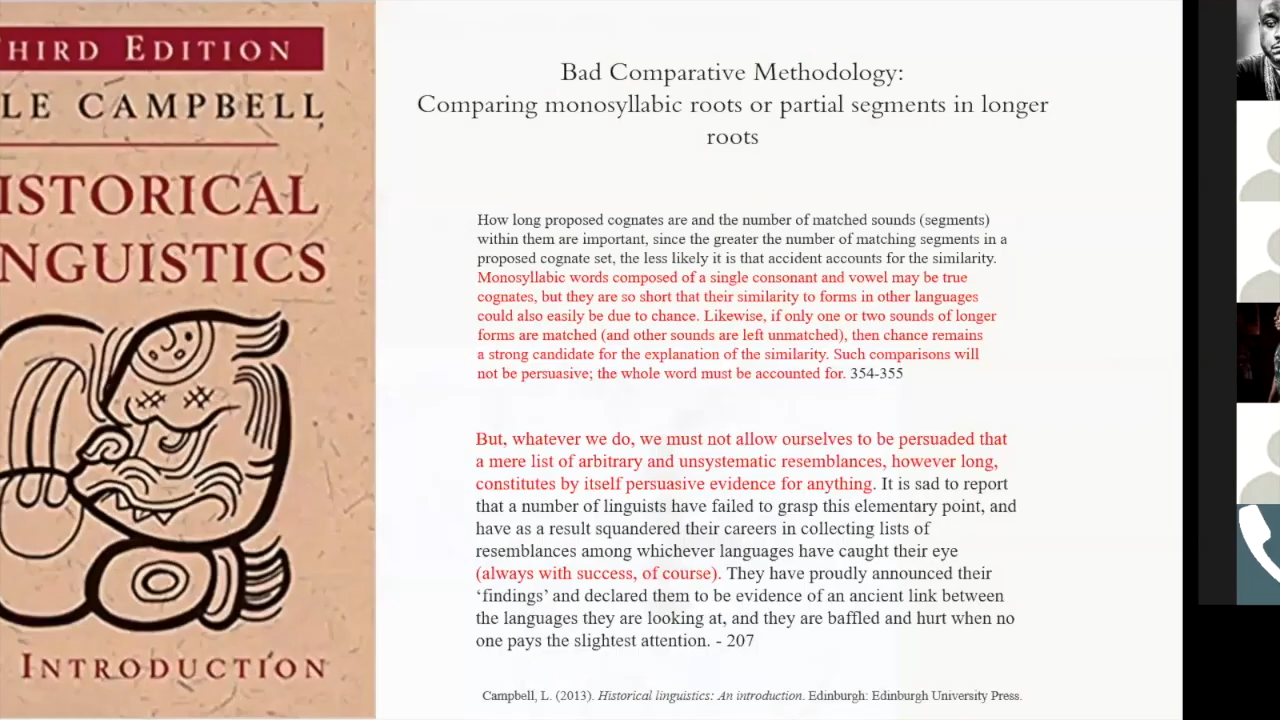 THIRD EDITION
LE CAMPBELL
ISTORICAL
NGUISTICS
INTRODUCTION
Bad Comparative Methodology:
Comparing monosyllabic roots or partial segments in longer
roots
How long proposed cognates are and the number of matched sounds (segments)
within them are important, since the greater the number of matching segments in a
proposed cognate set, the less likely it is that accident accounts for the similarity.
Monosyllabic words composed of a single consonant and vowel may be true
cognates, but they are so short that their similarity to forms in other languages
could also easily be due to chance. Likewise, if only one or two sounds of longer
forms are matched (and other sounds are left unmatched), then chance remains
a strong candidate for the explanation of the similarity. Such comparisons will
not be persuasive; the whole word must be accounted for. 354-355
But, whatever we do, we must not allow ourselves to be persuaded that
a mere list of arbitrary and unsystematic resemblances, however long,
constitutes by itself persuasive evidence for anything. It is sad to report
that a number of linguists have failed to grasp this elementary point, and
have as a result squandered their careers in collecting lists of
resemblances among whichever languages have caught their eye
(always with success, of course). They have proudly announced their
‘findings’ and declared them to be evidence of an ancient link between
the languages they are looking at, and they are baffled and hurt when no
one pays the slightest attention. - 207
Campbell, L. (2013). Historical linguistics: An introduction. Edinburgh: Edinburgh University Press.